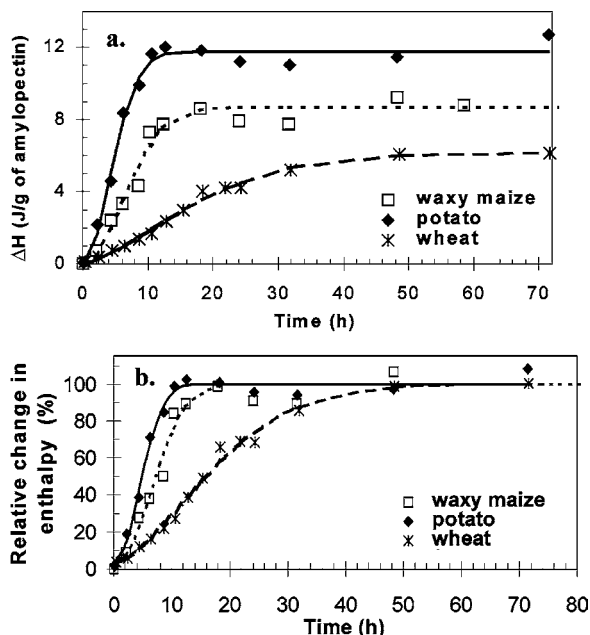 a.
ΔH (J/g of amylopectin)
12
8
4
0
waxy maize
potato
wheat
0 10 20 30 40 50 60 70
Time (h)
b.
Relative change in
enthalpy (%)
100
80
60
40
20
0
waxy maize
potato
wheat
0 10 20 30 40 50 60 70 80
Time (h)